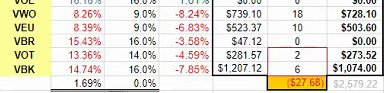 VWO 8.26% 9.0% -8.24% $739.10 18 $728.10
VEU 8.39% 9.0% -6.83% $523.37 10 $503.60
VBR 15.43% 16.0% -3.58% $47.12 0 $0.00
VOT 13.36% 14.0% -4.59% $281.57 2 $273.52
VBK 14.74% 16.0% -7.85% $1,207.12 6 $1,074.00
1.69% 0.0% ($27.68) $2,579.22